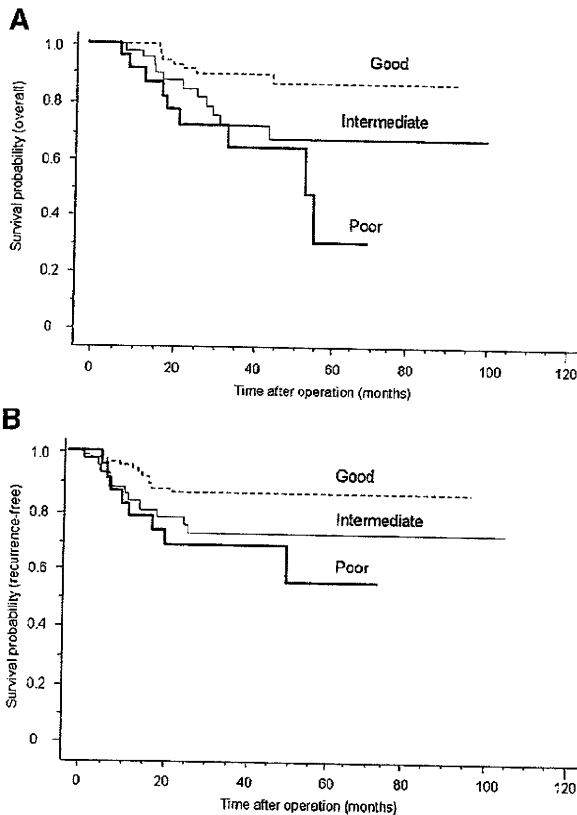 A
Survival probability (overall)
1.0
0.8
0.6
0.4
0.2
0
Good
Intermediate
Poor
0 20 40 60 80 100 120
Time after operation (months)
B
Survival probability (recurrence-free)
1.0
0.8
0.6
0.4
0.2
0
Good
Intermediate
Poor
0 20 40 60 80 100 120
Time after operation (months)